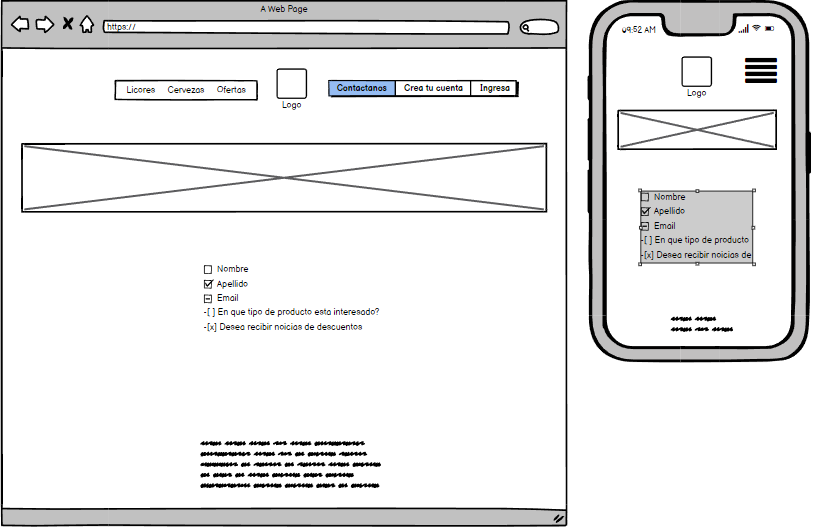 A Web Page
https://
Licores Cervezas Ofertas
Logo
Contactanos Crea tu cuenta Ingresa
Nombre
Apellido
Email
-[ ] En que tipo de producto esta interesado?
-[x] Desea recibir noicias de descuentos
09:52 AM
Logo
Nombre
Apellido
Email
-[ ] En que tipo de producto
-[x] Desea recibir noicias de